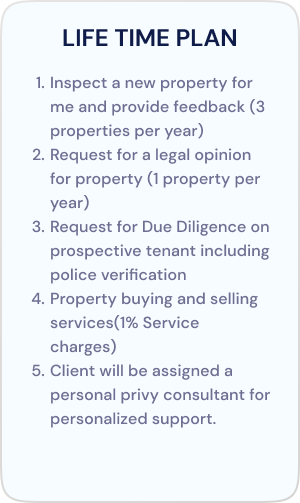 LIFE TIME PLAN
1. Inspect a new property for
me and provide feedback (3
properties per year)
2. Request for a legal opinion
for property (1 property per
year)
3. Request for Due Diligence on
prospective tenant including
police verification
4. Property buying and selling
services(1% Service
charges)
5. Client will be assigned a
personal privy consultant for
personalized support.